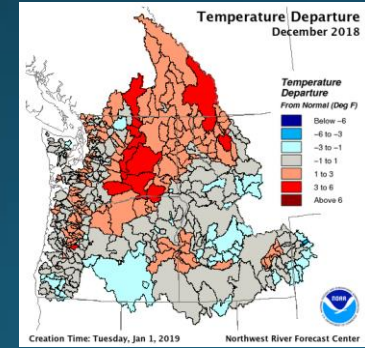 Temperature Departure
December 2018
Temperature
Departure
From Normal (Deg F)
Below -6
-6 to -3
-3 to -1
-1 to 1
1 to 3
3 to 6
Above 6
NOAA
Creation Time: Tuesday, Jan 1, 2019
Northwest River Forecast Center